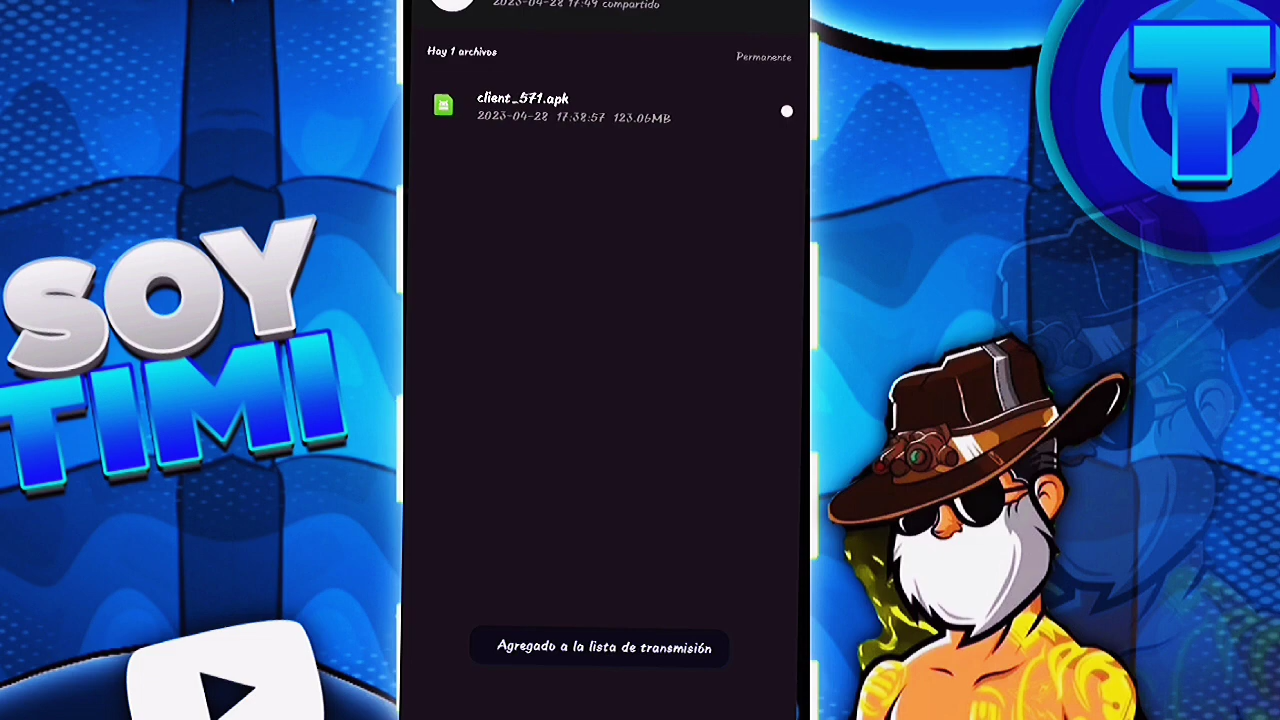 2023-04-28 17:49 compartido
Hay 1 archivos
Permanente
client_571.apk
2023-04-28 17:38:57 123.06MB
SOY
TIMI
T
Agregado a la lista de transmisión